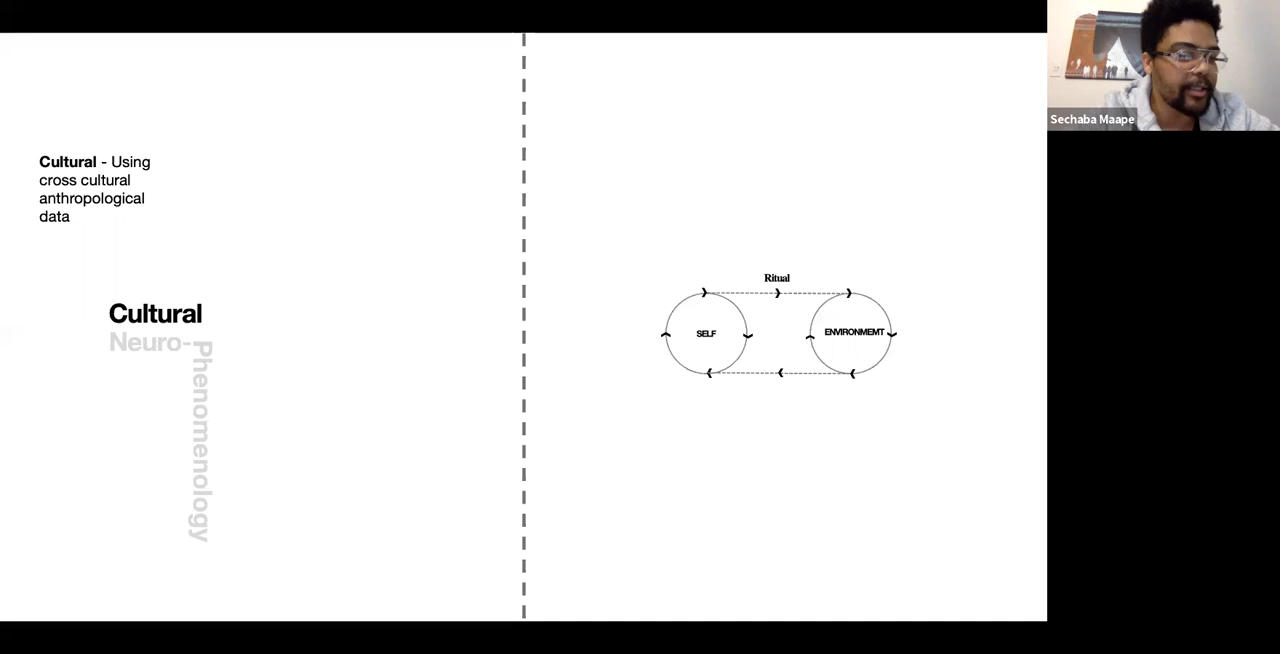 Cultural - Using
cross cultural
anthropological
data
Cultural
Neuro-
Phenomenology
Ritual
SELF
ENVIRONMEMT
Sechaba Maape